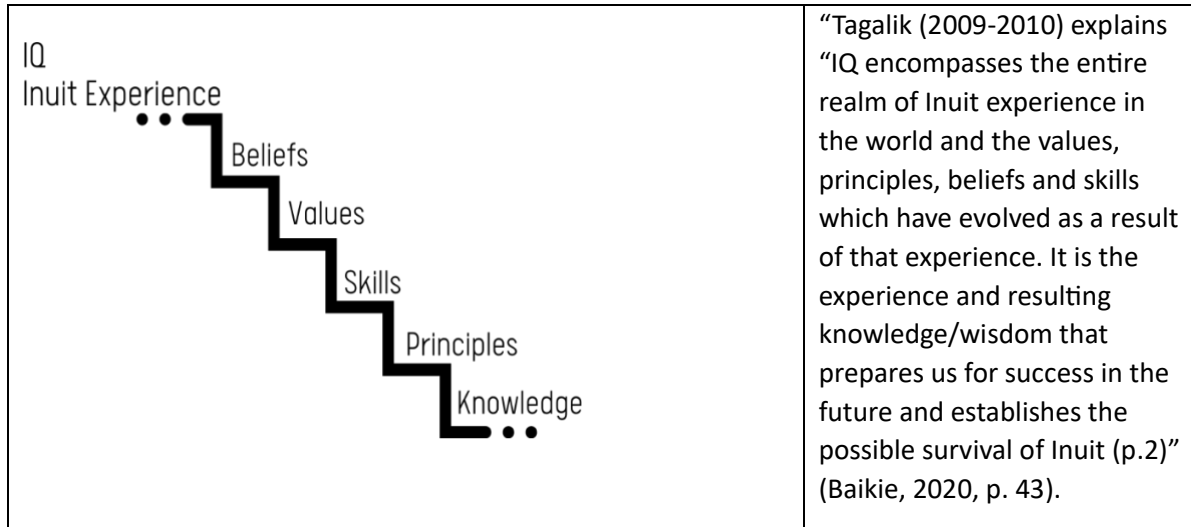 IQ
Inuit Experience
Beliefs
Values
Skills
Principles
Knowledge
“Tagalik (2009-2010) explains
“IQ encompasses the entire
realm of Inuit experience in
the world and the values,
principles, beliefs and skills
which have evolved as a result
of that experience. It is the
experience and resulting
knowledge/wisdom that
prepares us for success in the
future and establishes the
possible survival of Inuit (p.2)”
(Baikie, 2020, p. 43).